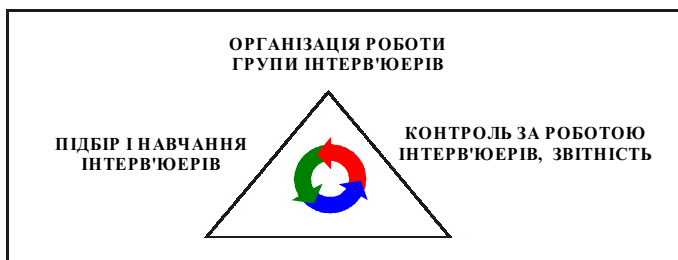 ОРГАНІЗАЦІЯ РОБОТИ
ГРУПИ ІНТЕРВ'ЮЕРІВ
ПІДБІР І НАВЧАННЯ
ІНТЕРВ'ЮЕРІВ
КОНТРОЛЬ ЗА РОБОТОЮ
ІНТЕРВ'ЮЕРІВ, ЗВІТНІСТЬ